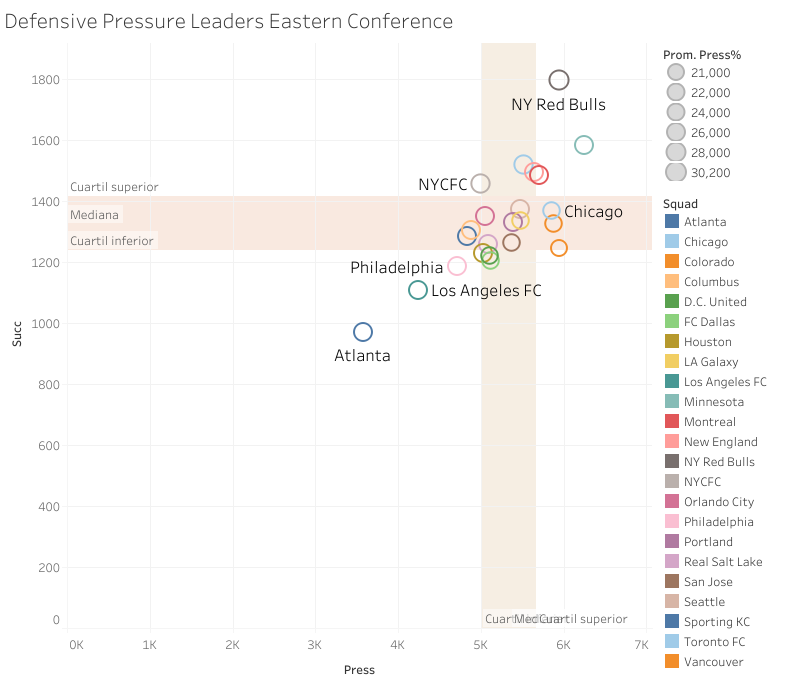 Defensive Pressure Leaders Eastern Conference
Succ
1800
1600
1400
1200
1000
800
600
400
200
0
Cuartil superior
Mediana
Cuartil inferior
NY Red Bulls
NYCFC
Chicago
Philadelphia
Los Angeles FC
Atlanta
Cuartil superior
0K 1K 2K 3K 4K 5K 6K 7K
Press
Prom. Press%
21,000
22,000
24,000
26,000
28,000
30,200
Squad
Atlanta
Chicago
Colorado
Columbus
D.C. United
FC Dallas
Houston
LA Galaxy
Los Angeles FC
Minnesota
Montreal
New England
NY Red Bulls
NYCFC
Orlando City
Philadelphia
Portland
Real Salt Lake
San Jose
Seattle
Sporting KC
Toronto FC
Vancouver